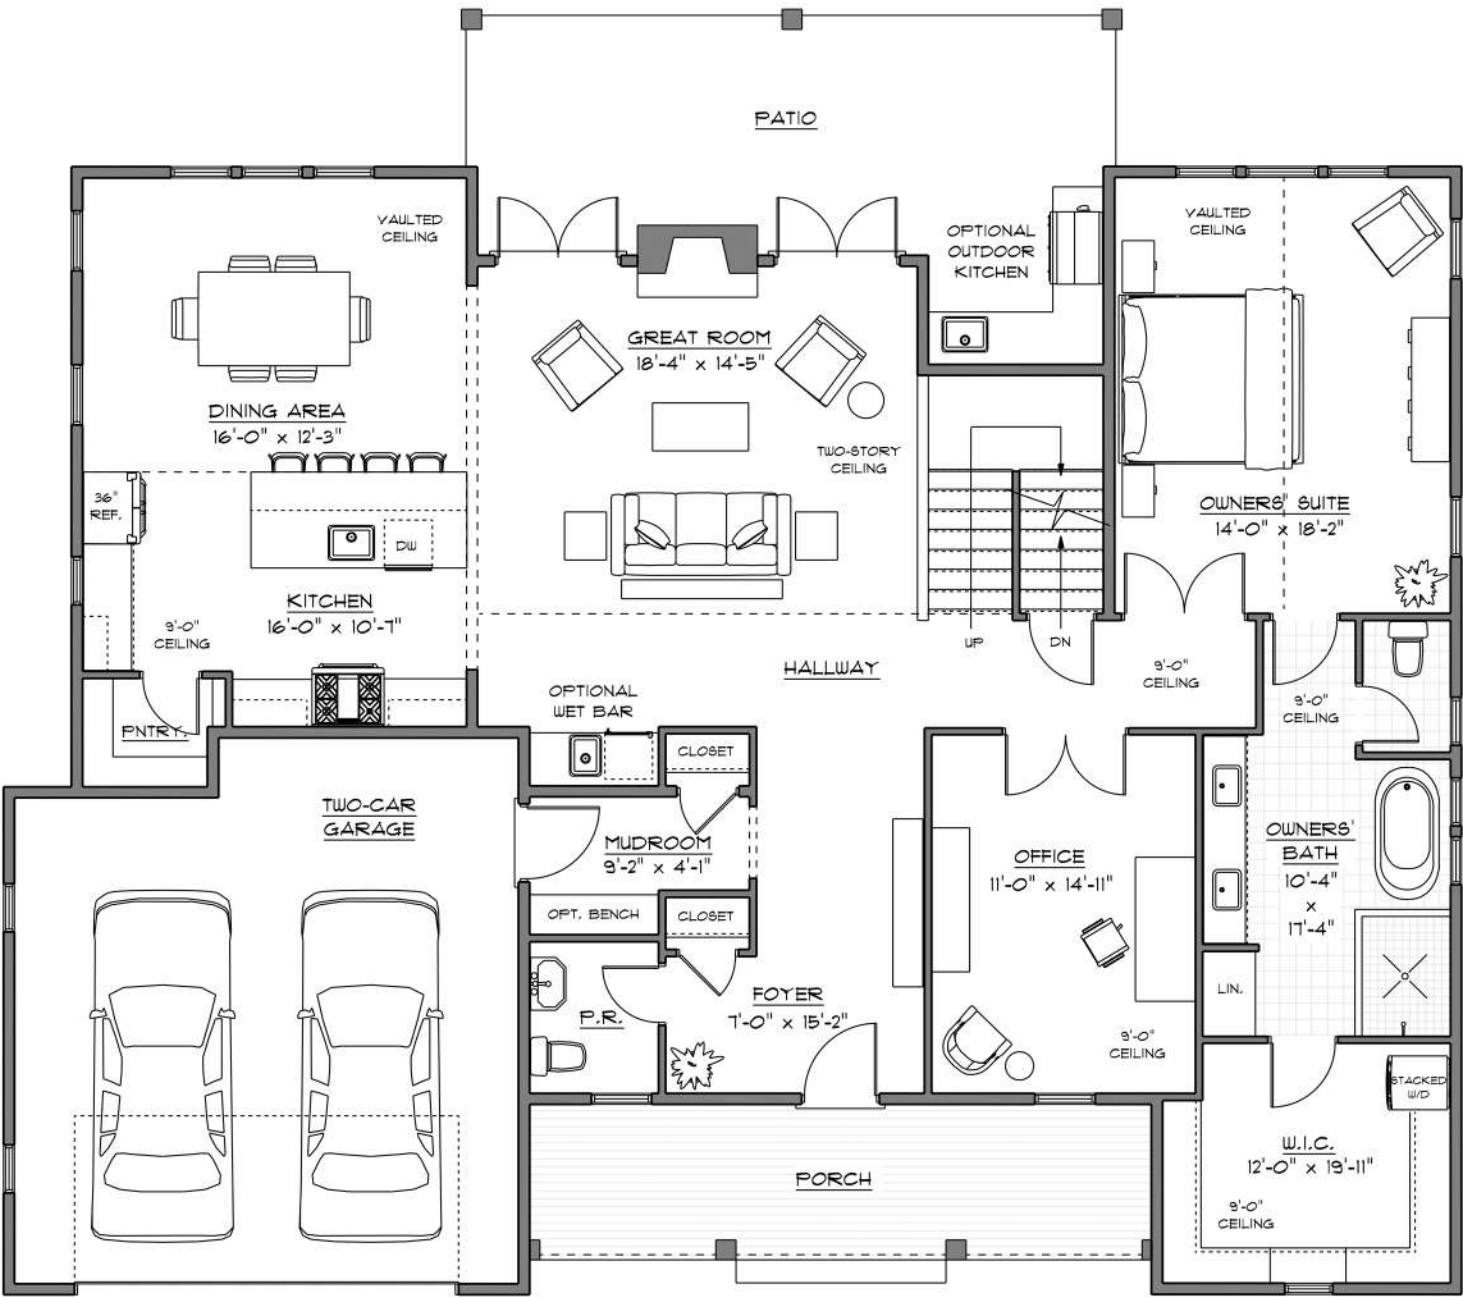 PATIO
VAULTED
CEILING
OPTIONAL
OUTDOOR
KITCHEN
VAULTED
CEILING
GREAT ROOM
18'-4" x 14'-5"
DINING AREA
16'-0" x 12'-3"
TWO-STORY
CEILING
36"
REF.
DW
OWNERS' SUITE
14'-0" x 18'-2"
KITCHEN
16'-0" x 10'-7"
9'-0"
CEILING
UP
DN
HALLWAY
9'-0"
CEILING
OPTIONAL
WET BAR
9'-0"
CEILING
PNTRY.
CLOSET
TWO-CAR
GARAGE
MUDROOM
9'-2" x 4'-1"
OFFICE
11'-0" x 14'-11"
OWNERS'
BATH
10'-4"
x
17'-4"
OPT. BENCH
CLOSET
LIN.
FOYER
7'-0" x 15'-2"
P.R.
9'-0"
CEILING
STACKED
W/D
W.I.C.
12'-0" x 19'-11"
PORCH
9'-0"
CEILING